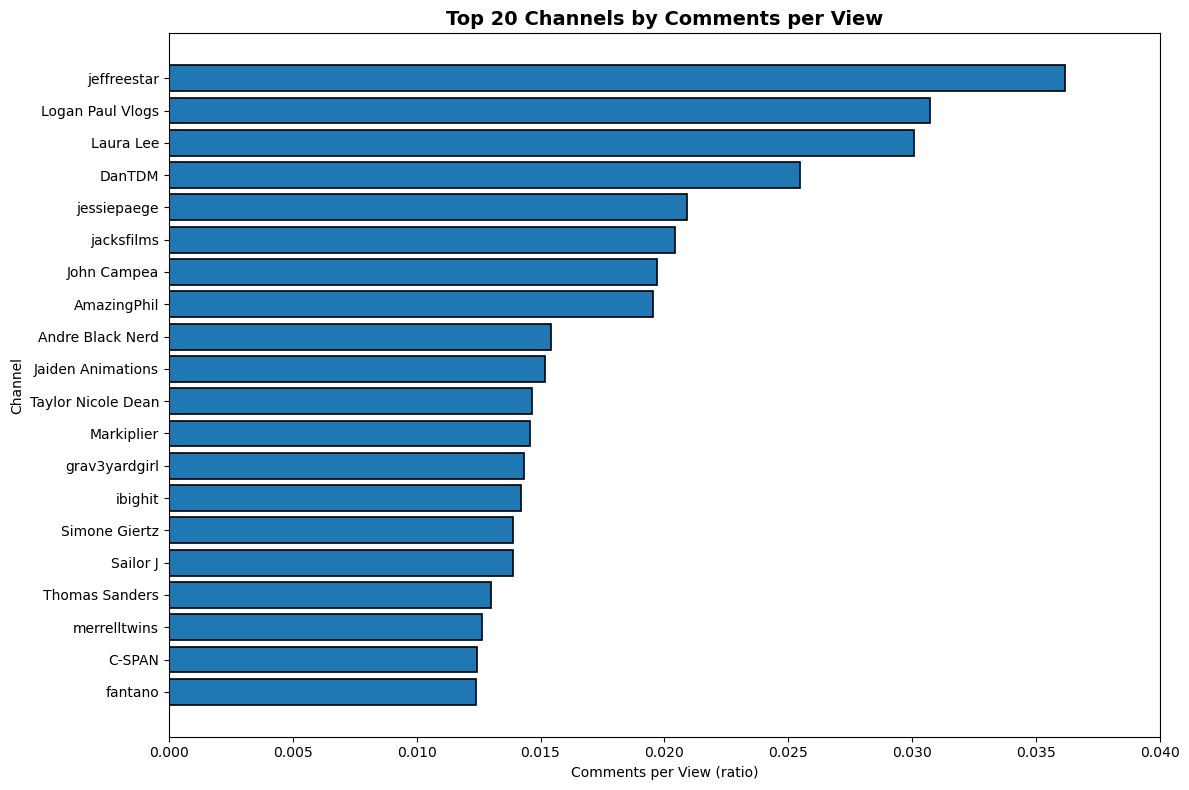 Top 20 Channels by Comments per View
Channel
jeffreestar
Logan Paul Vlogs
Laura Lee
DanTDM
jessiepaege
jacksfilms
John Campea
AmazingPhil
Andre Black Nerd
Jaiden Animations
Taylor Nicole Dean
Markiplier
grav3yardgirl
ibighit
Simone Giertz
Sailor J
Thomas Sanders
merrelltwins
C-SPAN
fantano
0.000 0.005 0.010 0.015 0.020 0.025 0.030 0.035 0.040
Comments per View (ratio)